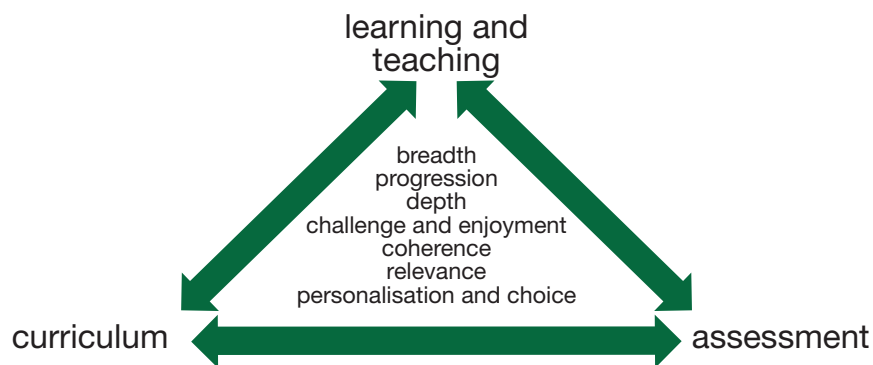 learning and
teaching
breadth
progression
depth
challenge and enjoyment
coherence
relevance
personalisation and choice
curriculum
assessment